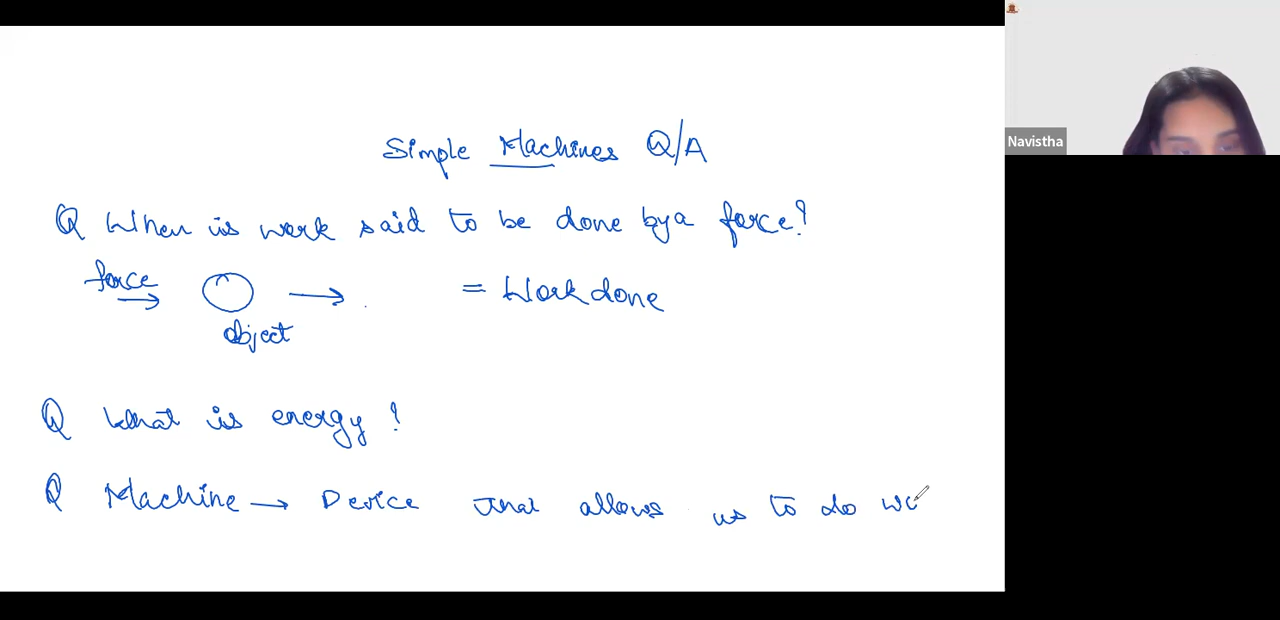 Simple Machines Q/A
Q When is work said to be done by a force?
force
object
= Work done
Q What is energy?
Q Machine → Device that allows us to do wo
Navistha